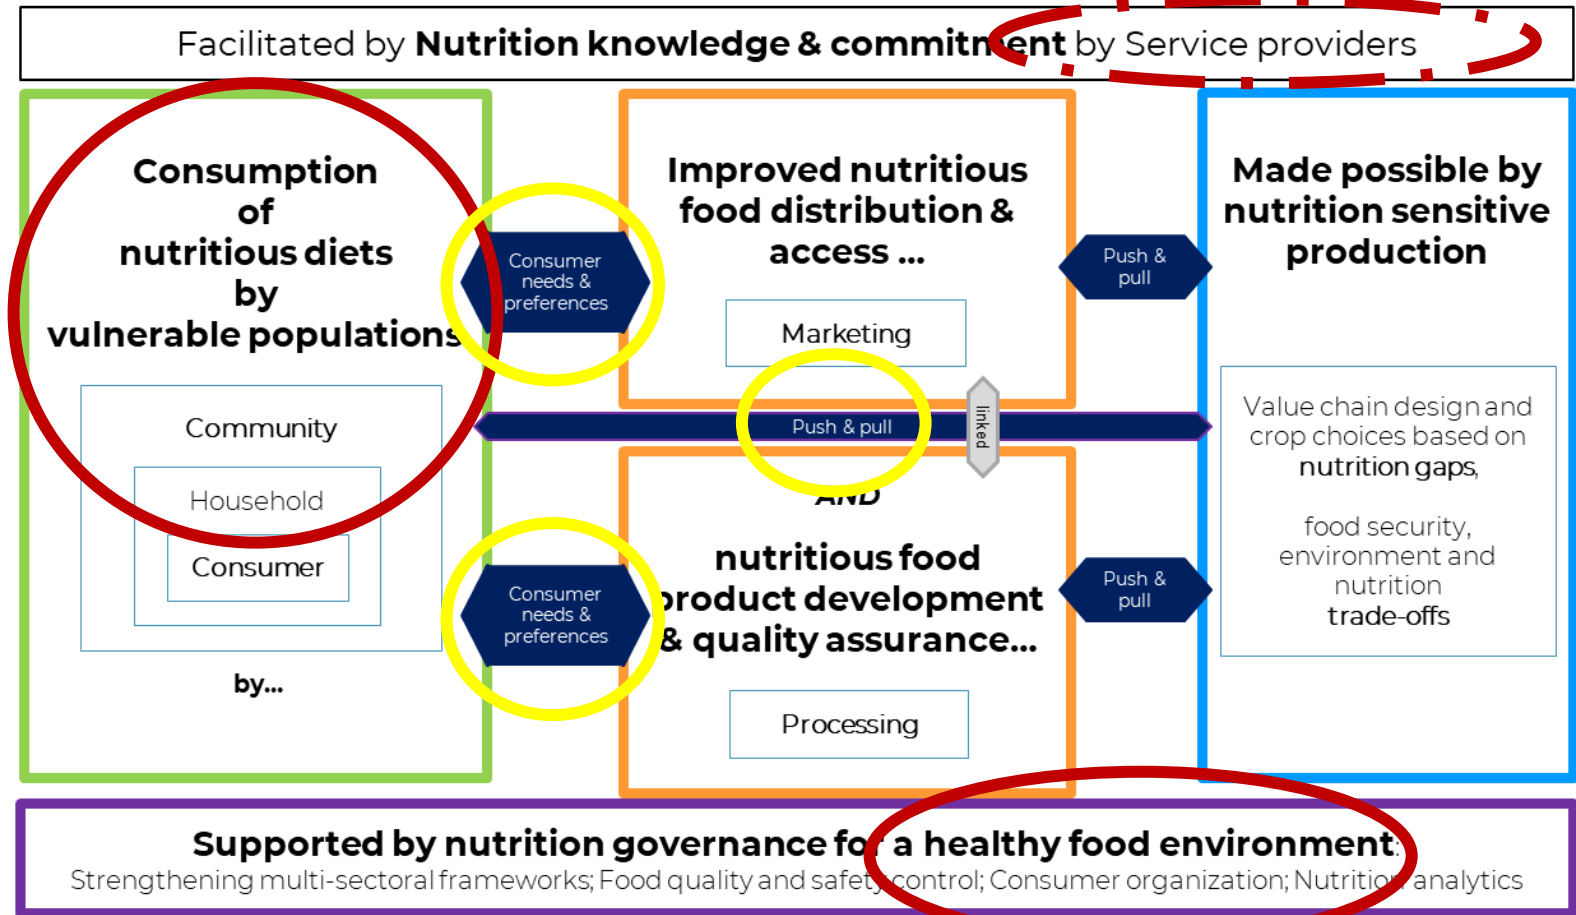 Facilitated by Nutrition knowledge & commitment by Service providers
Consumption
of
nutritious diets
by
vulnerable populations
Community
Household
Consumer
by...
Consumer
needs &
preferences
Consumer
needs &
preferences
Improved nutritious
food distribution &
access ...
Marketing
Push & pull
linked
AND
nutritious food
product development
& quality assurance...
Processing
Push &
pull
Push &
pull
Made possible by
nutrition sensitive
production
Value chain design and
crop choices based on
nutrition gaps,
food security,
environment and
nutrition
trade-offs
Supported by nutrition governance for a healthy food environment:
Strengthening multi-sectoral frameworks; Food quality and safety control; Consumer organization; Nutrition analytics